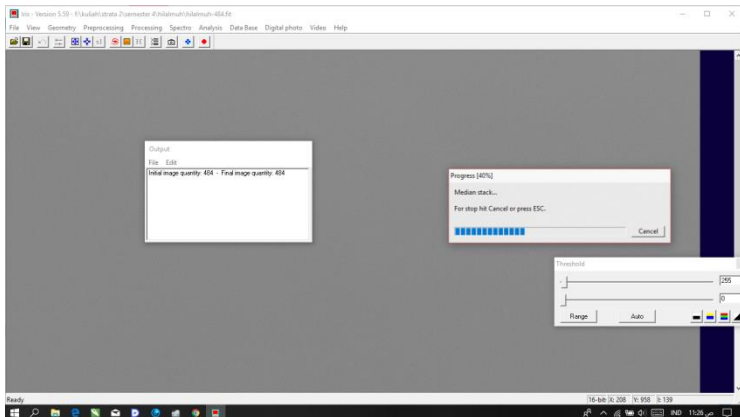 Iris - Version 5.59 - F:\kuliah\strata 2\semester 4\hilalmuh\hilalmuh-484.fit
File View Geometry Preprocessing Processing Spectro Analysis Data Base Digital photo Video Help
Output
File Edit
Initial image quantity: 484 - Final image quantity: 484
Progress [40%]
Median stack...
For stop hit Cancel or press ESC.
Cancel
Threshold
255
0
Range Auto
Ready
16-bit X: 208 Y: 958 I: 139
IND 11:26